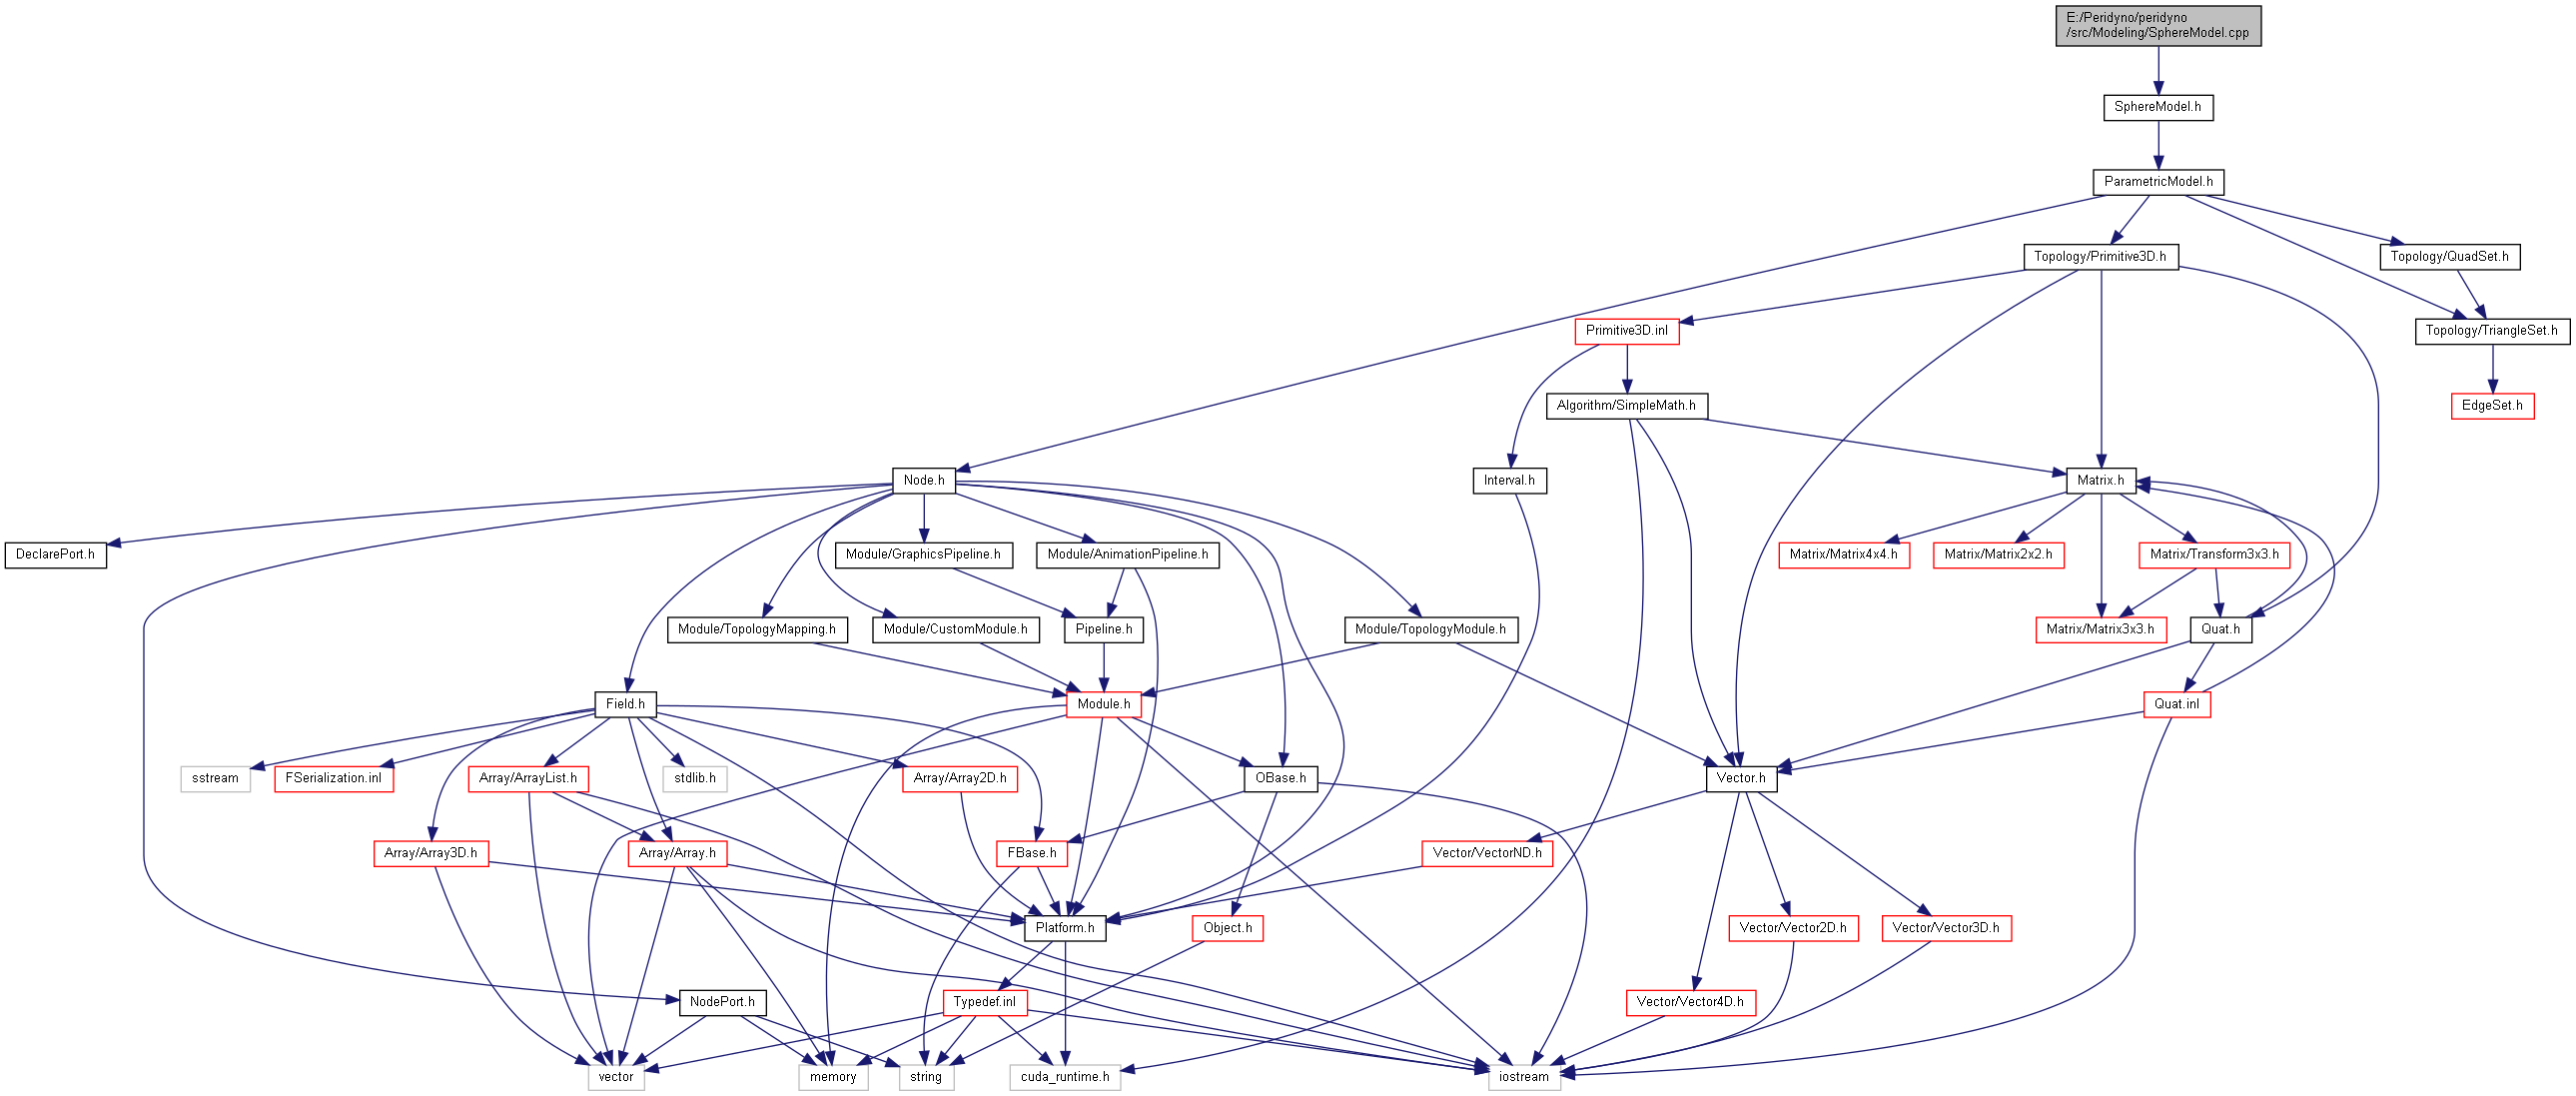 E:/Peridyno/peridyno
/src/Modeling/SphereModel.cpp
SphereModel.h
ParametricModel.h
Topology/Primitive3D.h
Topology/QuadSet.h
Primitive3D.inl
Topology/TriangleSet.h
Algorithm/SimpleMath.h
EdgeSet.h
Node.h
Interval.h
Matrix.h
DeclarePort.h
Module/GraphicsPipeline.h
Module/AnimationPipeline.h
Matrix/Matrix4x4.h
Matrix/Matrix2x2.h
Matrix/Transform3x3.h
Module/TopologyMapping.h
Module/CustomModule.h
Pipeline.h
Module/TopologyModule.h
Matrix/Matrix3x3.h
Quat.h
Field.h
Module.h
Quat.inl
sstream
FSerialization.inl
Array/ArrayList.h
stdlib.h
Array/Array2D.h
OBase.h
Vector.h
Array/Array3D.h
Array/Array.h
FBase.h
Vector/VectorND.h
Platform.h
Object.h
Vector/Vector2D.h
Vector/Vector3D.h
NodePort.h
Typedef.inl
Vector/Vector4D.h
vector
memory
string
cuda_runtime.h
iostream